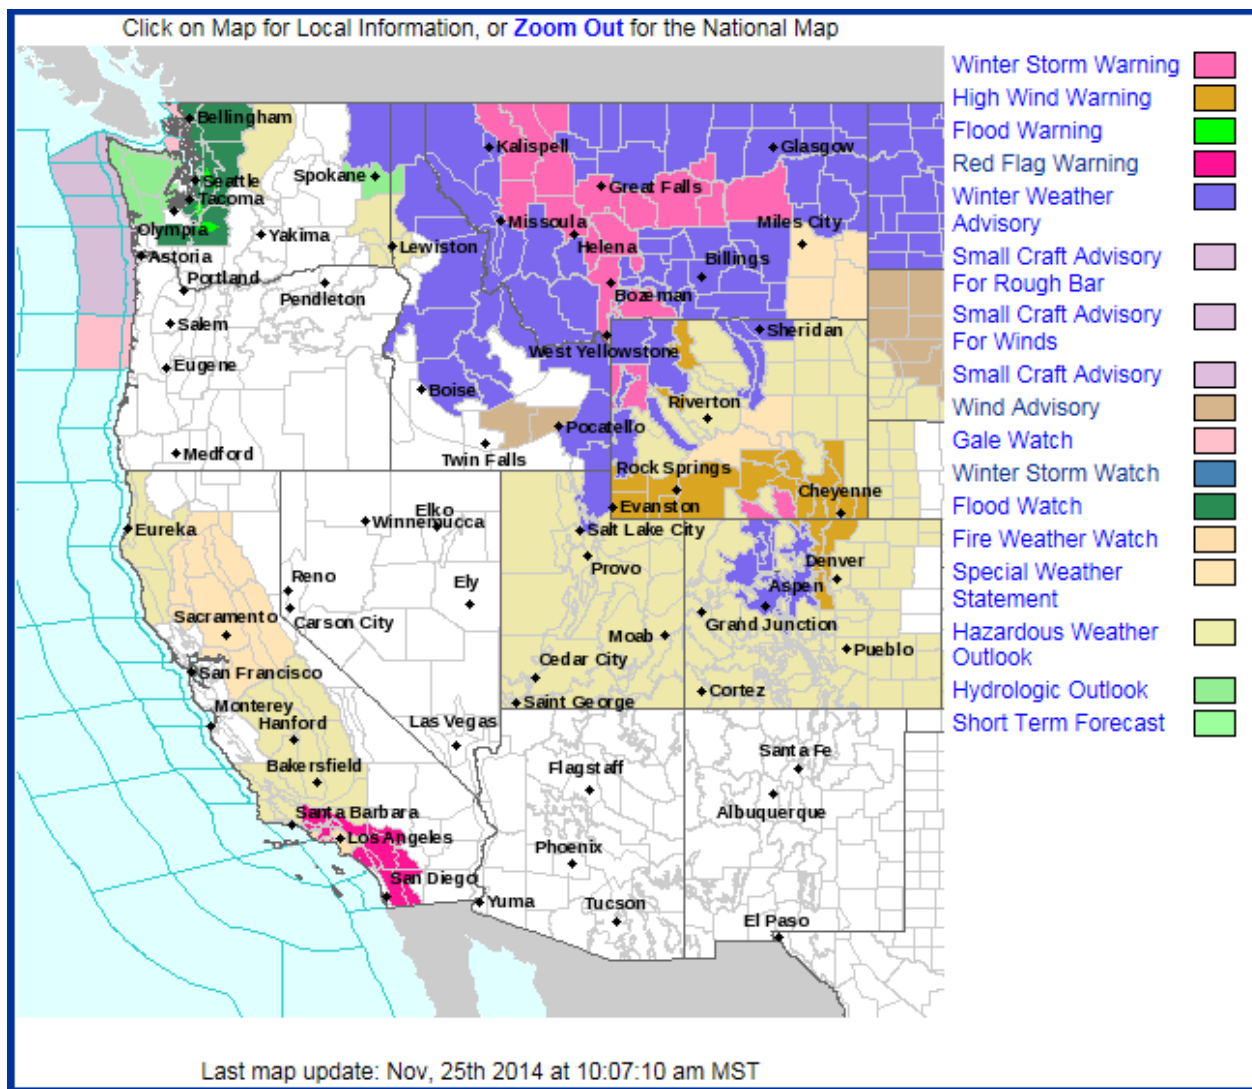 Click on Map for Local Information, or Zoom Out for the National Map
Winter Storm Warning
High Wind Warning
Flood Warning
Red Flag Warning
Winter Weather
Advisory
Small Craft Advisory
For Rough Bar
Small Craft Advisory
For Winds
Small Craft Advisory
Wind Advisory
Gale Watch
Winter Storm Watch
Flood Watch
Fire Weather Watch
Special Weather
Statement
Hazardous Weather
Outlook
Hydrologic Outlook
Short Term Forecast
Bellingham
Kalispell
Glasgow
Spokane
Seattle
Great Falls
Tacoma
Missoula
Miles City
Olympia
Yakima
Helena
Lewiston
Astoria
Billings
Portland
Pendleton
Bozeman
Salem
Sheridan
West Yellowstone
Eugene
Boise
Riverton
Pocatello
Medford
Twin Falls
Rock Springs
Cheyenne
Evanston
Elko
Winnemucca
Eureka
Salt Lake City
Provo
Denver
Reno
Ely
Aspen
Sacramento
Carson City
Grand Junction
Moab
Pueblo
Cedar City
San Francisco
Cortez
Saint George
Monterey
Hanford
Las Vegas
Santa Fe
Bakersfield
Flagstaff
Albuquerque
Santa Barbara
Los Angeles
Phoenix
San Diego
Yuma
Tucson
El Paso
Last map update: Nov, 25th 2014 at 10:07:10 am MST